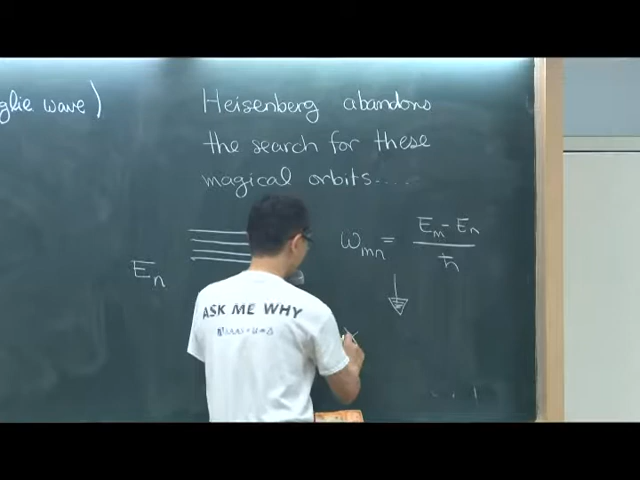 glie wave)
Heisenberg abandons
the search for these
magical orbits.....
Eₙ
ωₘₙ = (Eₘ - Eₙ) / ħ
ASK ME WHY